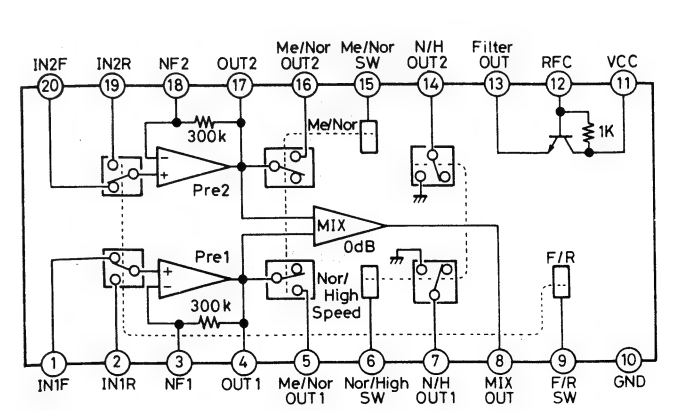 IN2F
IN2R
NF2
OUT2
Me/Nor
OUT2
Me/Nor
SW
N/H
OUT2
Filter
OUT
RFC
VCC
20
19
18
17
16
15
14
13
12
11
300k
Me/Nor
1K
−
+
Pre2
MIX
0dB
Pre1
+
−
300k
Nor/
High
Speed
F/R
1
2
3
4
5
6
7
8
9
10
IN1F
IN1R
NF1
OUT1
Me/Nor
OUT1
Nor/High
SW
N/H
OUT1
MIX
OUT
F/R
SW
GND